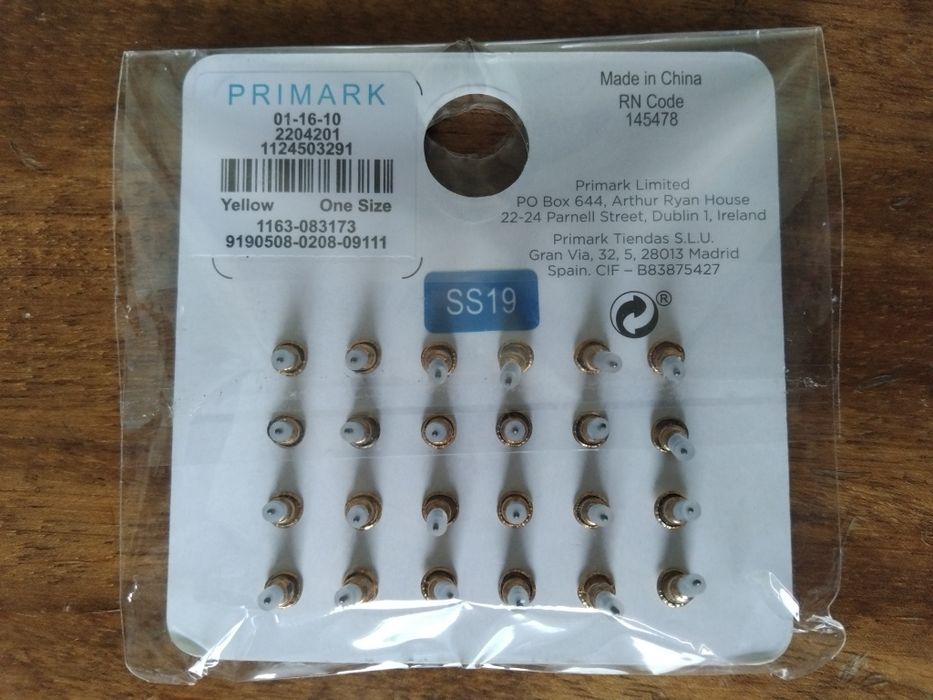 PRIMARK
01-16-10
2204201
1124503291
Yellow One Size
1163-083173
9190508-0208-09111
Made in China
RN Code
145478
Primark Limited
PO Box 644, Arthur Ryan House
22-24 Parnell Street, Dublin 1, Ireland
Primark Tiendas S.L.U.
Gran Via, 32, 5, 28013 Madrid
Spain. CIF – B83875427
SS19
®